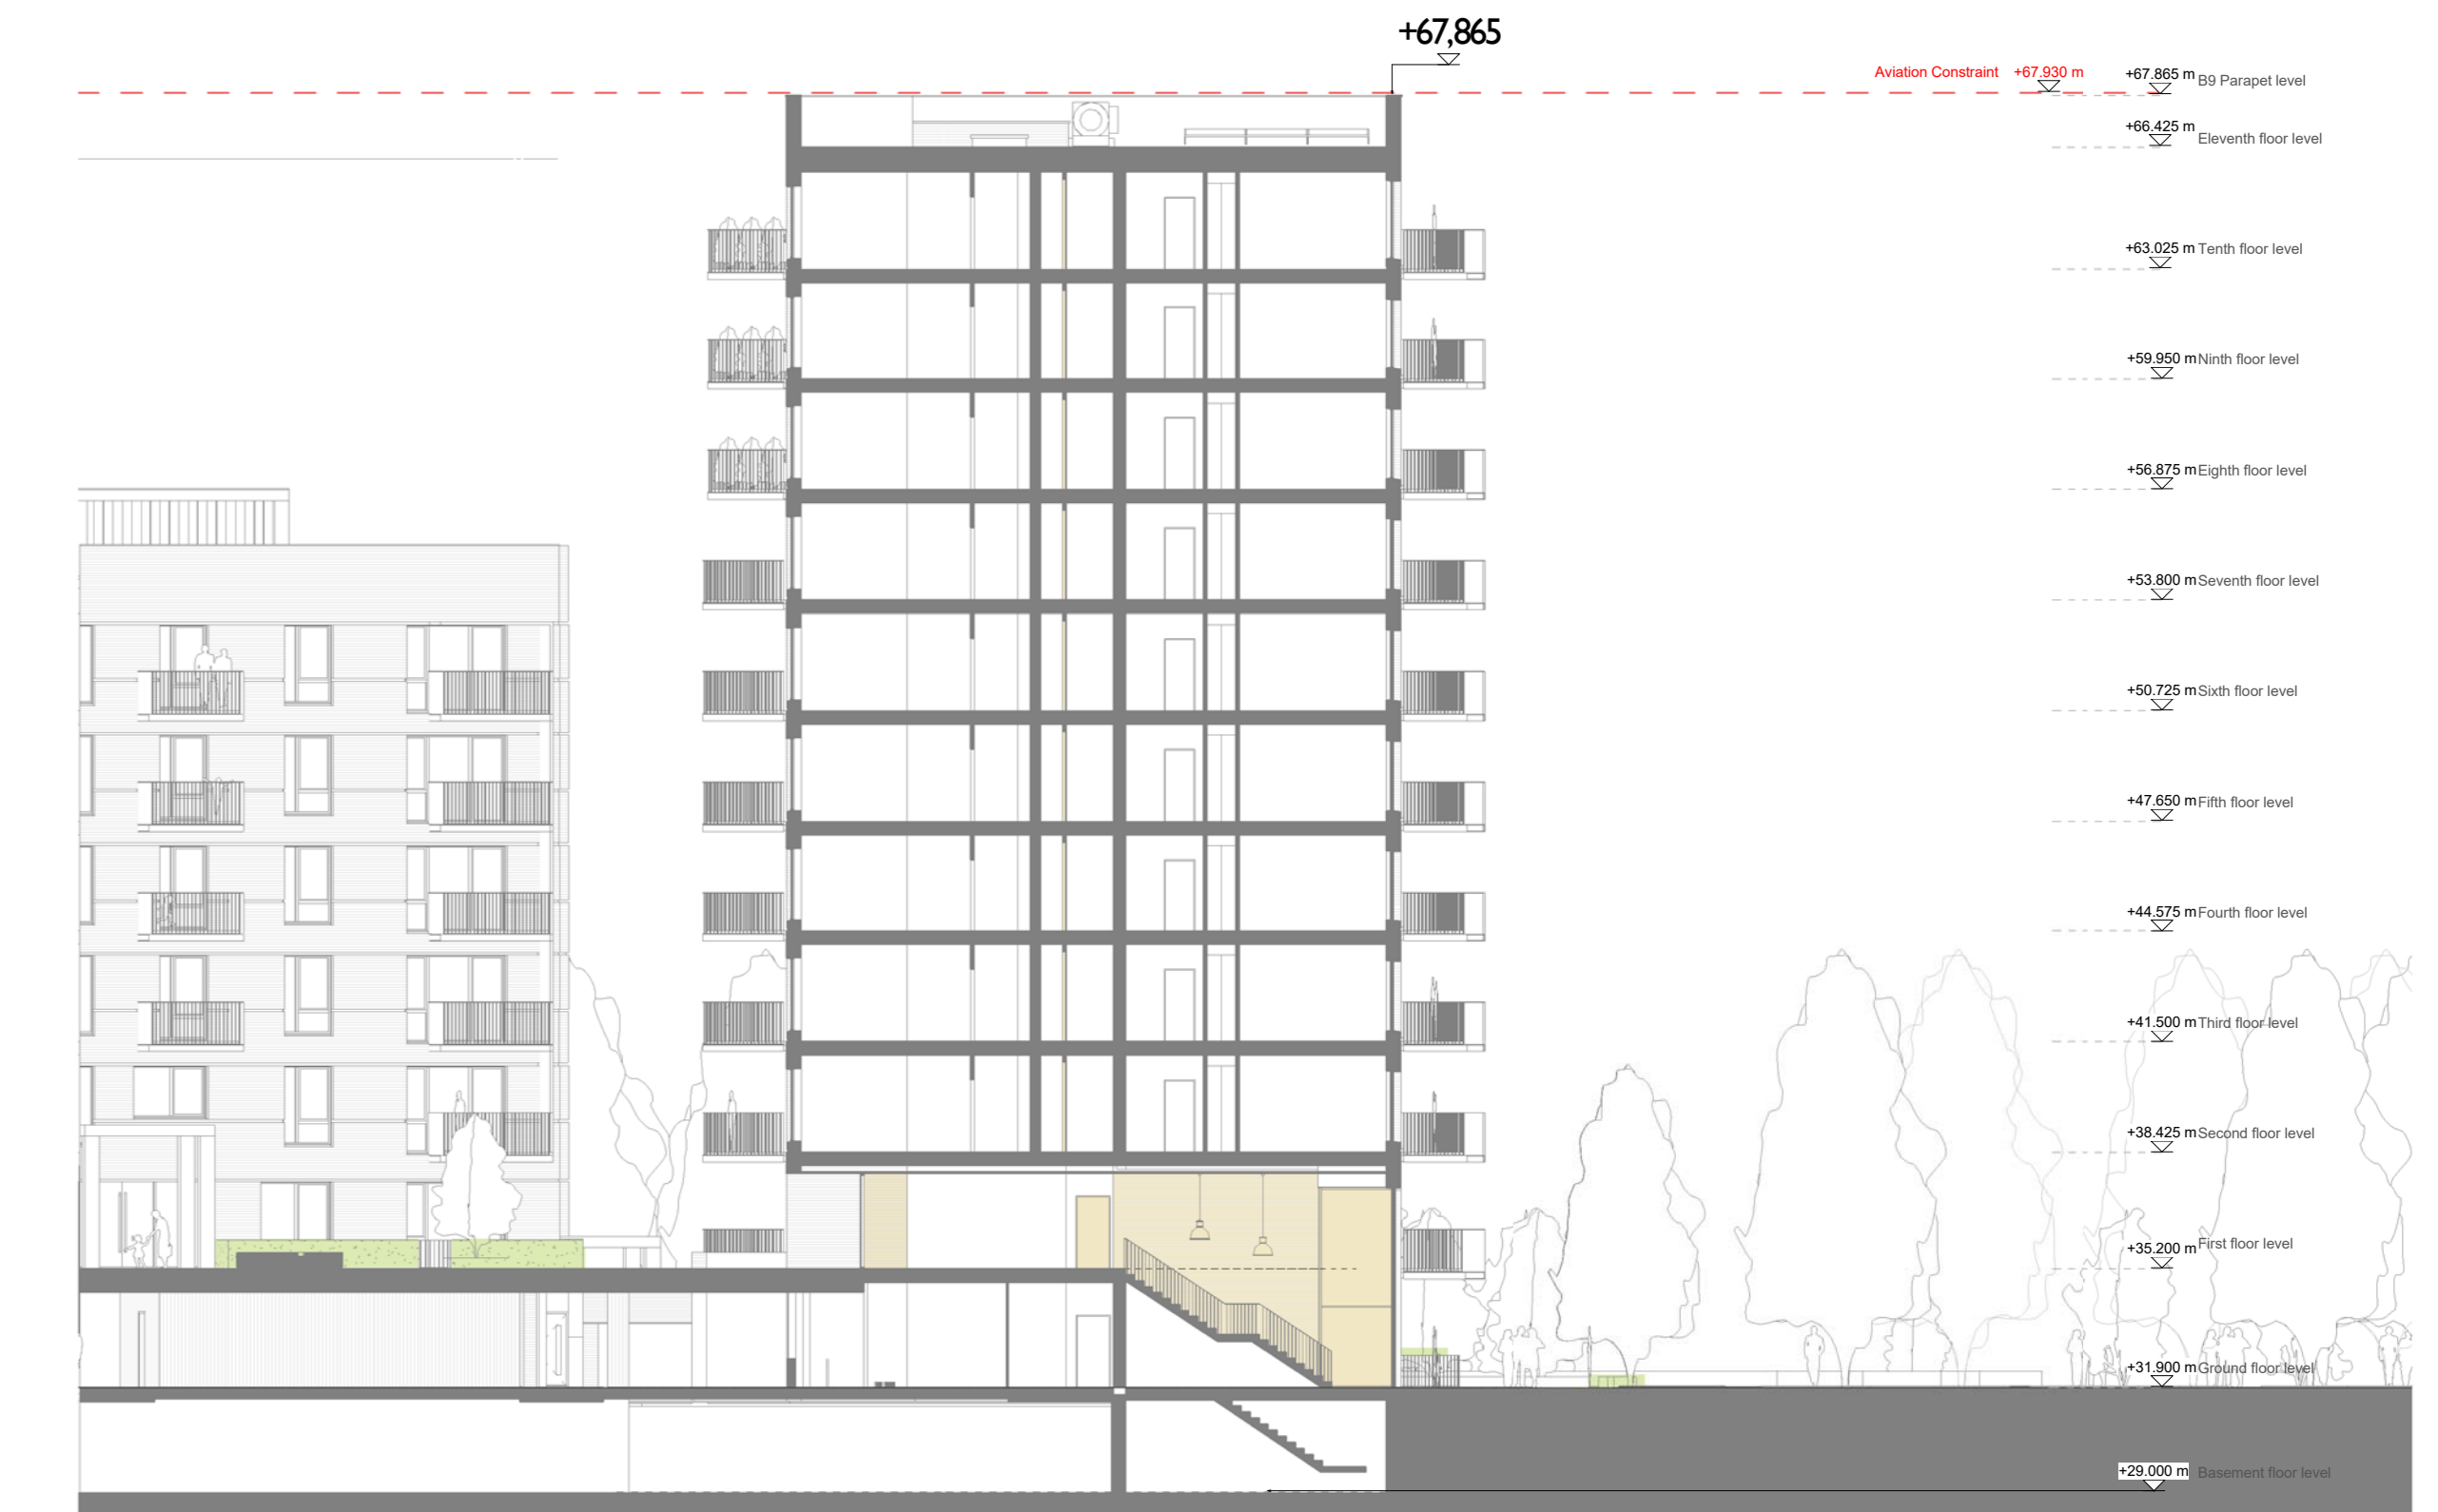 +67,865
Aviation Constraint +67.930 m
+67.865 m B9 Parapet level
+66.425 m Eleventh floor level
+63.025 m Tenth floor level
+59.950 m Ninth floor level
+56.875 m Eighth floor level
+53.800 m Seventh floor level
+50.725 m Sixth floor level
+47.650 m Fifth floor level
+44.575 m Fourth floor level
+41.500 m Third floor level
+38.425 m Second floor level
+35.200 m First floor level
+31.900 m Ground floor level
+29.000 m Basement floor level